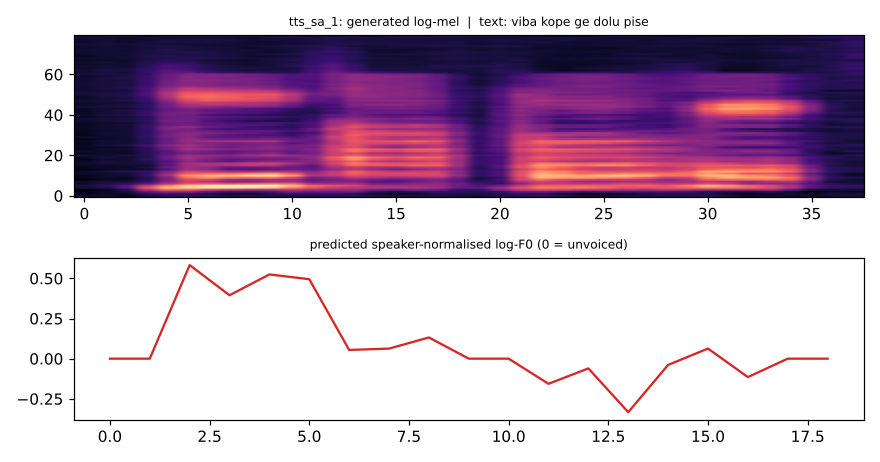 tts_sa_1: generated log-mel | text: viba kope ge dolu pise
60
40
20
0
0 5 10 15 20 25 30 35
predicted speaker-normalised log-F0 (0 = unvoiced)
0.50
0.25
0.00
−0.25
0.0 2.5 5.0 7.5 10.0 12.5 15.0 17.5